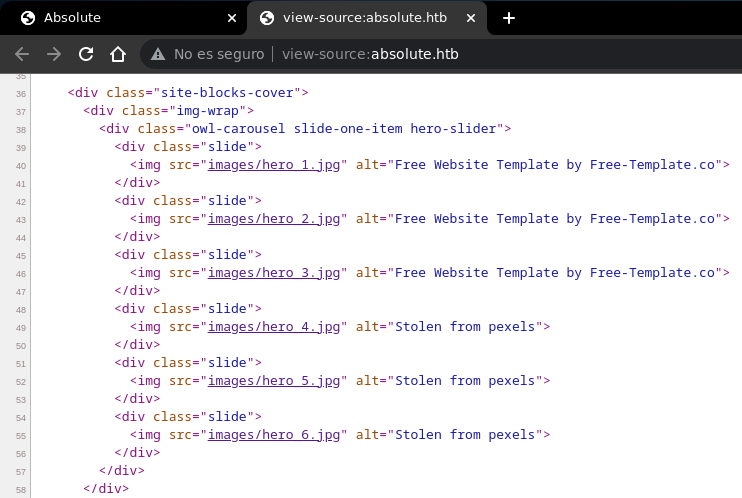 Absolute
view-source:absolute.htb
No es seguro | view-source:absolute.htb
35
36 <div class="site-blocks-cover">
37 <div class="img-wrap">
38 <div class="owl-carousel slide-one-item hero-slider">
39 <div class="slide">
40 <img src="images/hero_1.jpg" alt="Free Website Template by Free-Template.co">
41 </div>
42 <div class="slide">
43 <img src="images/hero_2.jpg" alt="Free Website Template by Free-Template.co">
44 </div>
45 <div class="slide">
46 <img src="images/hero_3.jpg" alt="Free Website Template by Free-Template.co">
47 </div>
48 <div class="slide">
49 <img src="images/hero_4.jpg" alt="Stolen from pexels">
50 </div>
51 <div class="slide">
52 <img src="images/hero_5.jpg" alt="Stolen from pexels">
53 </div>
54 <div class="slide">
55 <img src="images/hero_6.jpg" alt="Stolen from pexels">
56 </div>
57 </div>
58 </div>